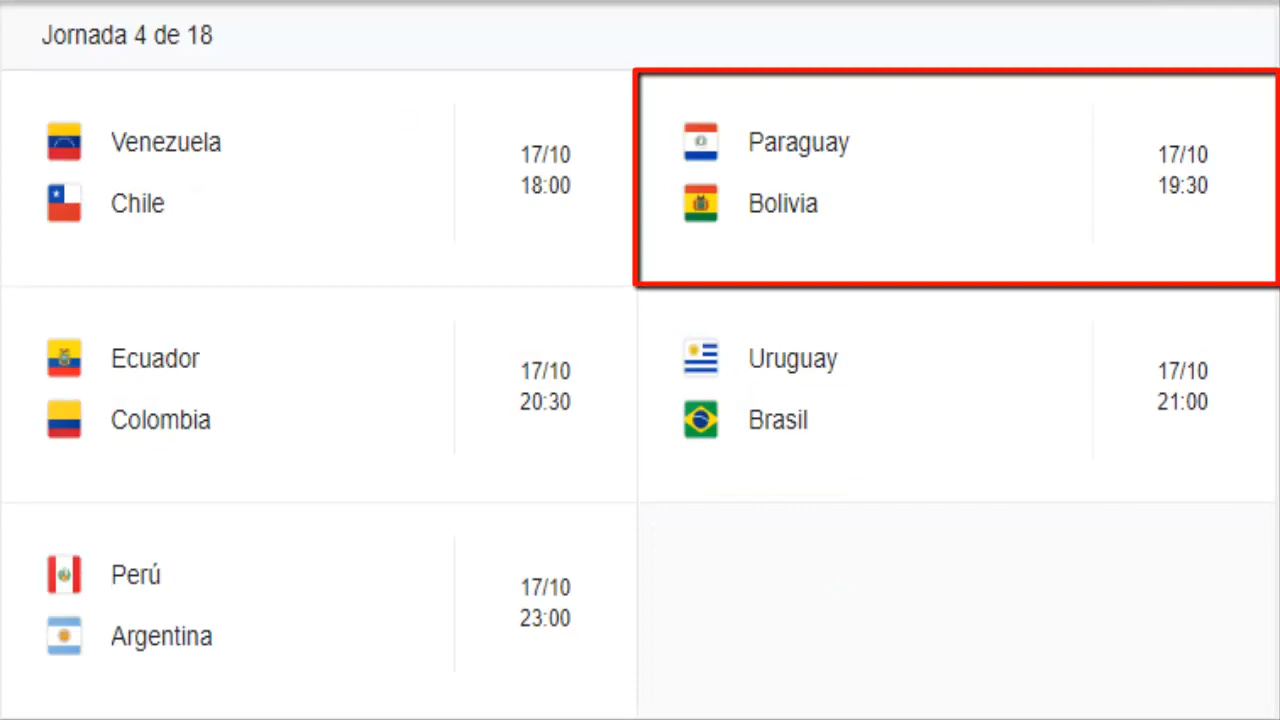 Jornada 4 de 18
Venezuela
Chile
17/10
18:00
Paraguay
Bolivia
17/10
19:30
Ecuador
Colombia
17/10
20:30
Uruguay
Brasil
17/10
21:00
Perú
Argentina
17/10
23:00